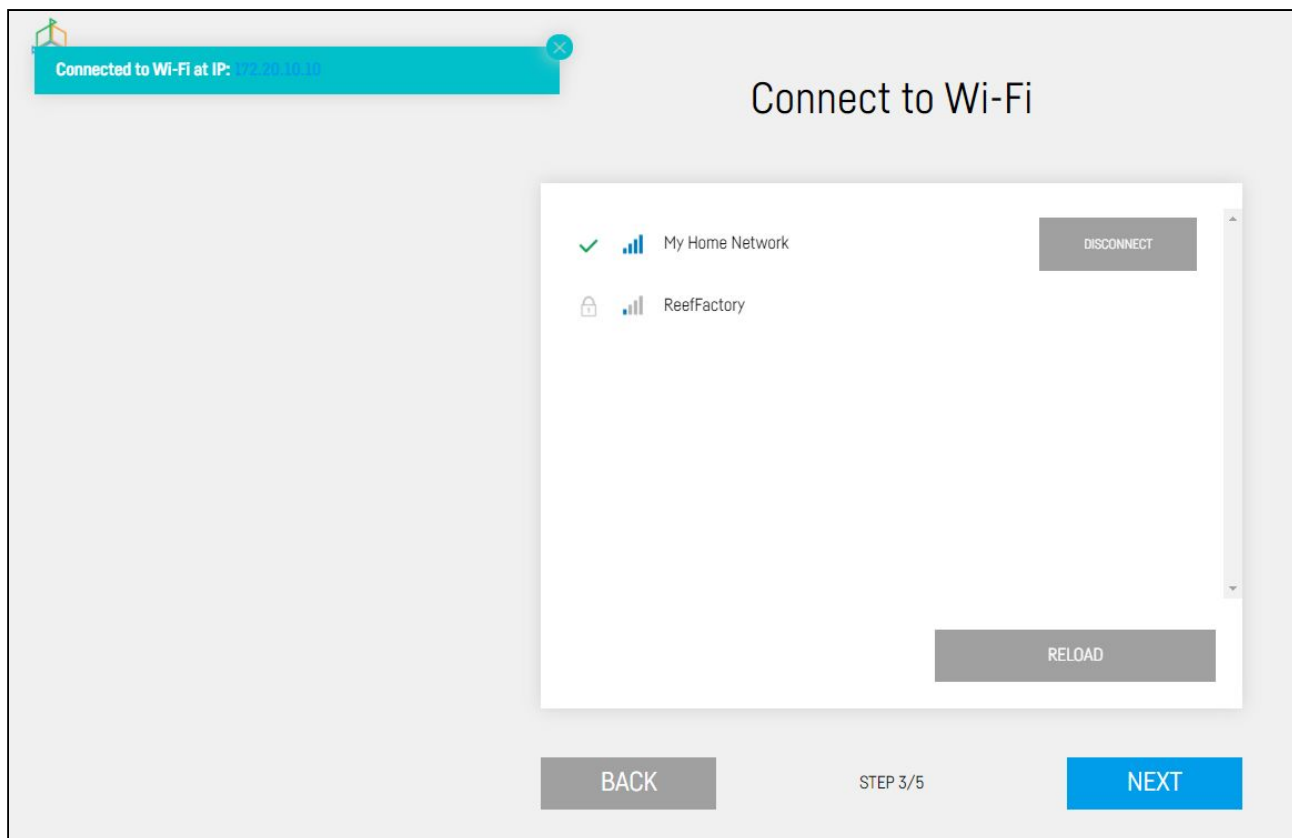 Connected to Wi-Fi at IP: 172.20.10.10
Connect to Wi-Fi
My Home Network
DISCONNECT
ReefFactory
RELOAD
BACK
STEP 3/5
NEXT